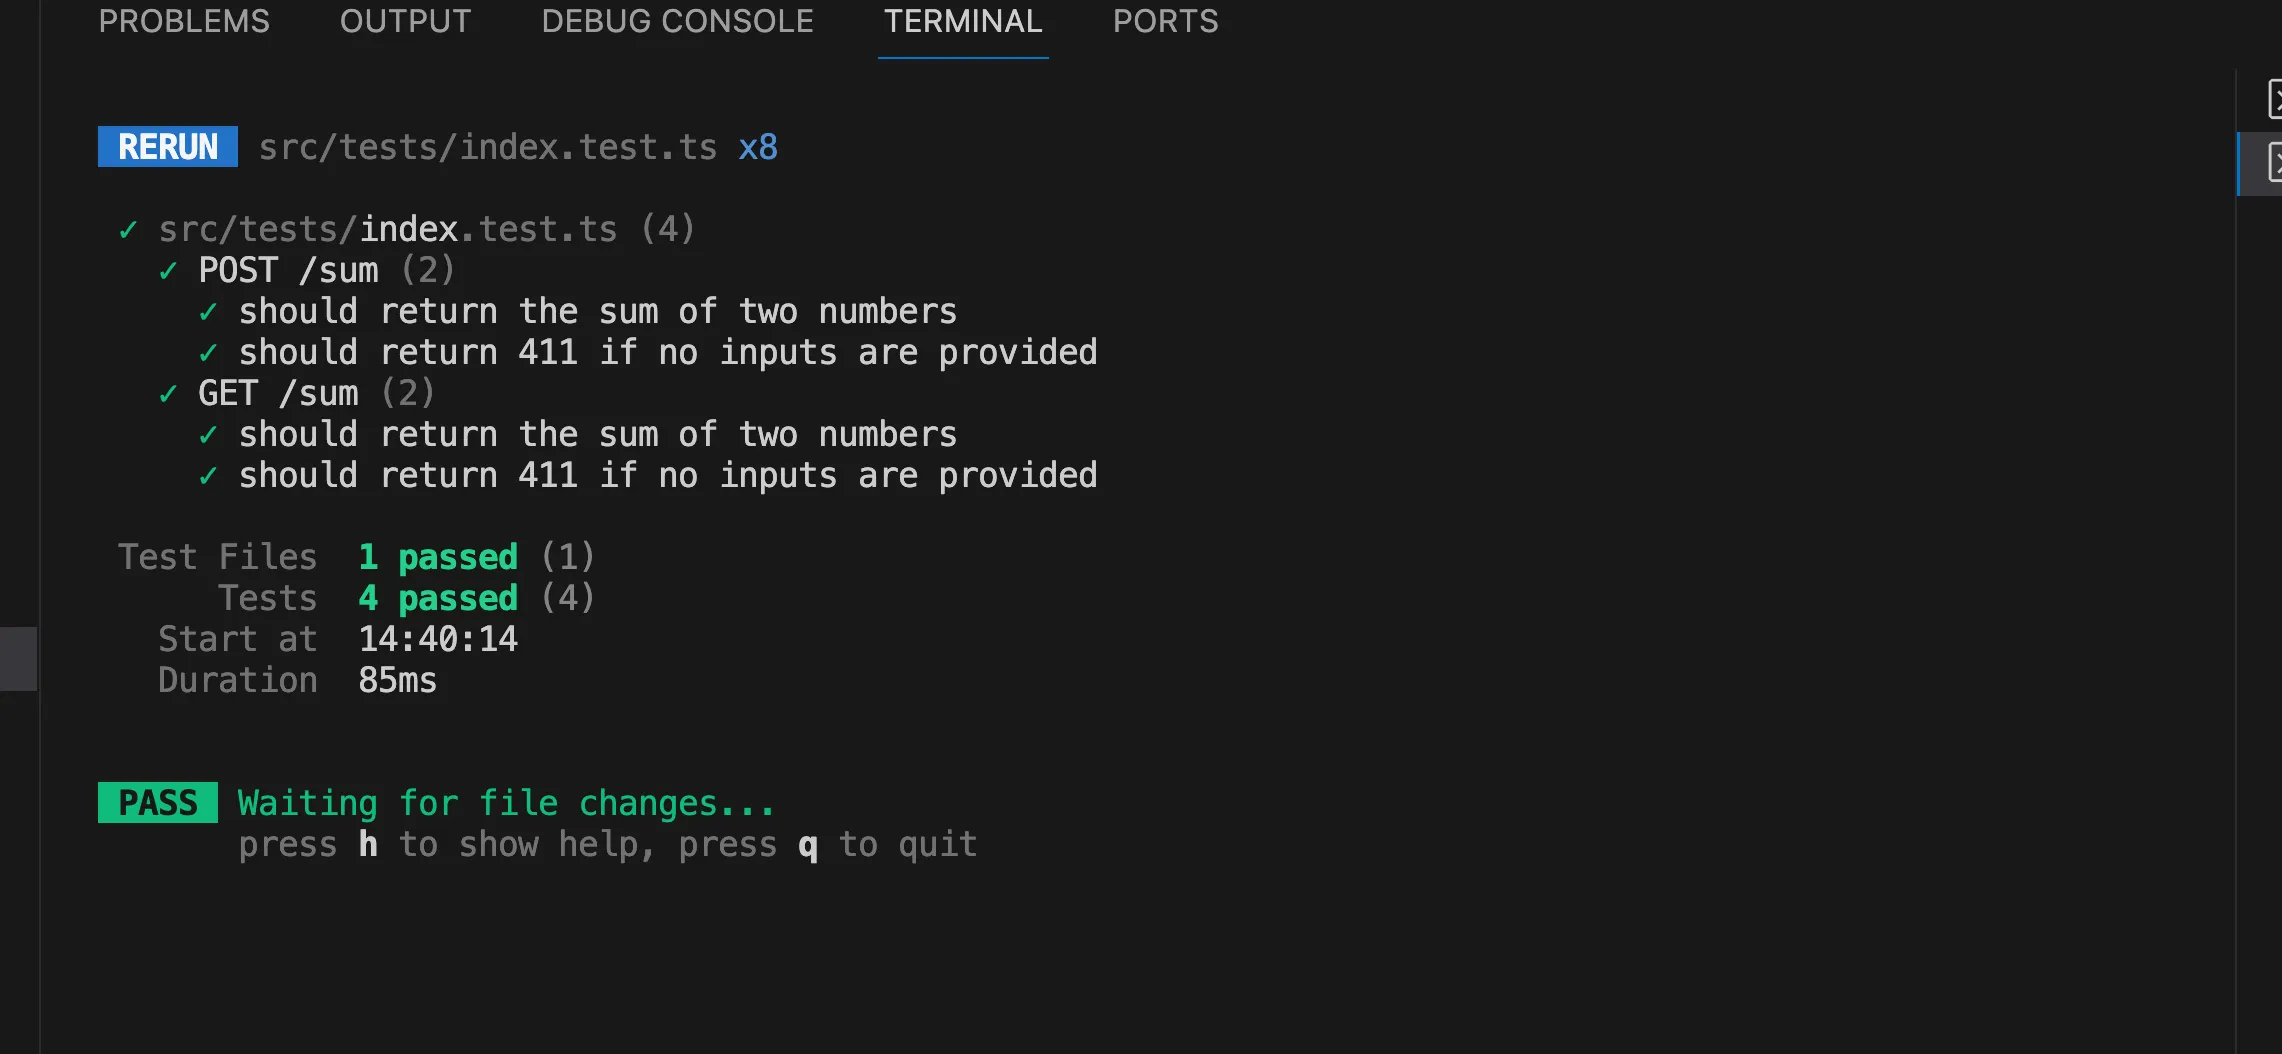 PROBLEMS OUTPUT DEBUG CONSOLE TERMINAL PORTS
RERUN src/tests/index.test.ts x8
✓ src/tests/index.test.ts (4)
✓ POST /sum (2)
✓ should return the sum of two numbers
✓ should return 411 if no inputs are provided
✓ GET /sum (2)
✓ should return the sum of two numbers
✓ should return 411 if no inputs are provided
Test Files 1 passed (1)
Tests 4 passed (4)
Start at 14:40:14
Duration 85ms
PASS Waiting for file changes...
press h to show help, press q to quit